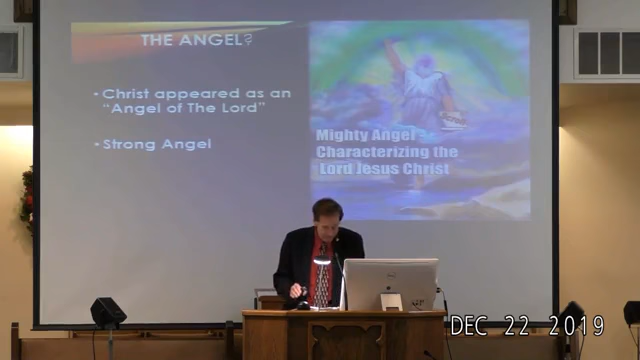 THE ANGEL
• Christ appeared as an
"Angel of The Lord"
• Strong Angel
Mighty Angel -
Characterizing the
Lord Jesus Christ
DEC 22 2019